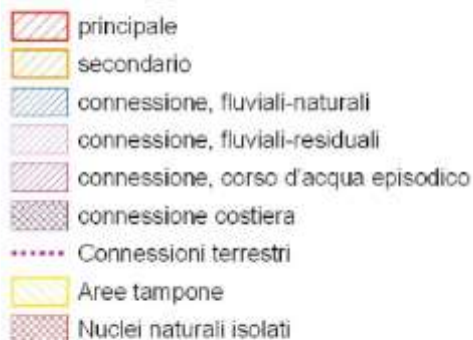 principale
secondario
connessione, fluviali-naturali
connessione, fluviali-residuali
connessione, corso d'acqua episodico
connessione costiera
Connessioni terrestri
Aree tampone
Nuclei naturali isolati